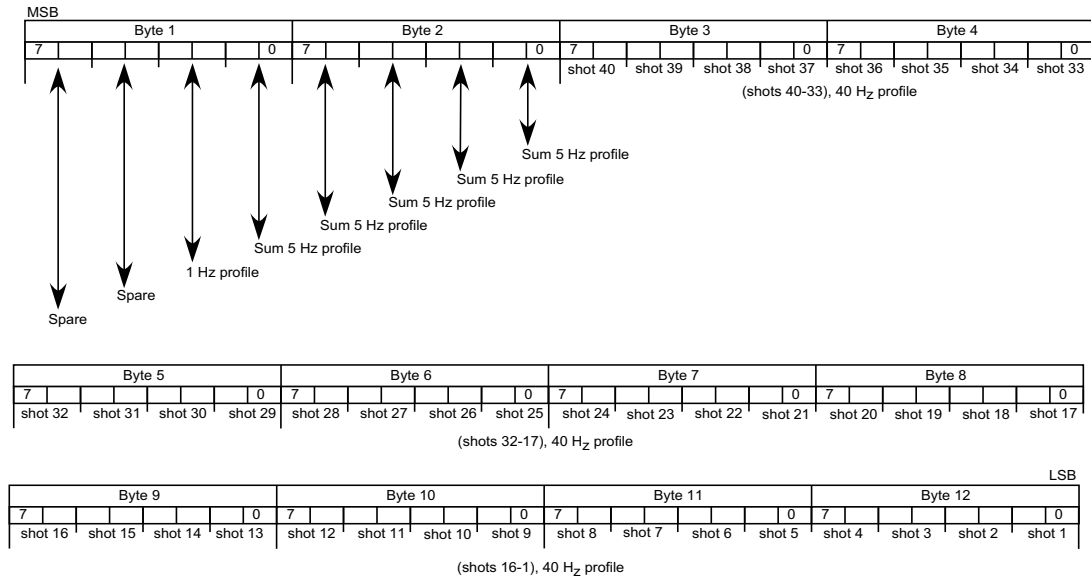 MSB
Byte 1 Byte 2 Byte 3 Byte 4
7 0 7 0 7 0 7 0
shot 40 shot 39 shot 38 shot 37 shot 36 shot 35 shot 34 shot 33
(shots 40-33), 40 Hz profile
Sum 5 Hz profile
Sum 5 Hz profile
Sum 5 Hz profile
Sum 5 Hz profile
Sum 5 Hz profile
1 Hz profile
Spare
Spare
Byte 5 Byte 6 Byte 7 Byte 8
7 0 7 0 7 0 7 0
shot 32 shot 31 shot 30 shot 29 shot 28 shot 27 shot 26 shot 25 shot 24 shot 23 shot 22 shot 21 shot 20 shot 19 shot 18 shot 17
(shots 32-17), 40 Hz profile
LSB
Byte 9 Byte 10 Byte 11 Byte 12
7 0 7 0 7 0 7 0
shot 16 shot 15 shot 14 shot 13 shot 12 shot 11 shot 10 shot 9 shot 8 shot 7 shot 6 shot 5 shot 4 shot 3 shot 2 shot 1
(shots 16-1), 40 Hz profile